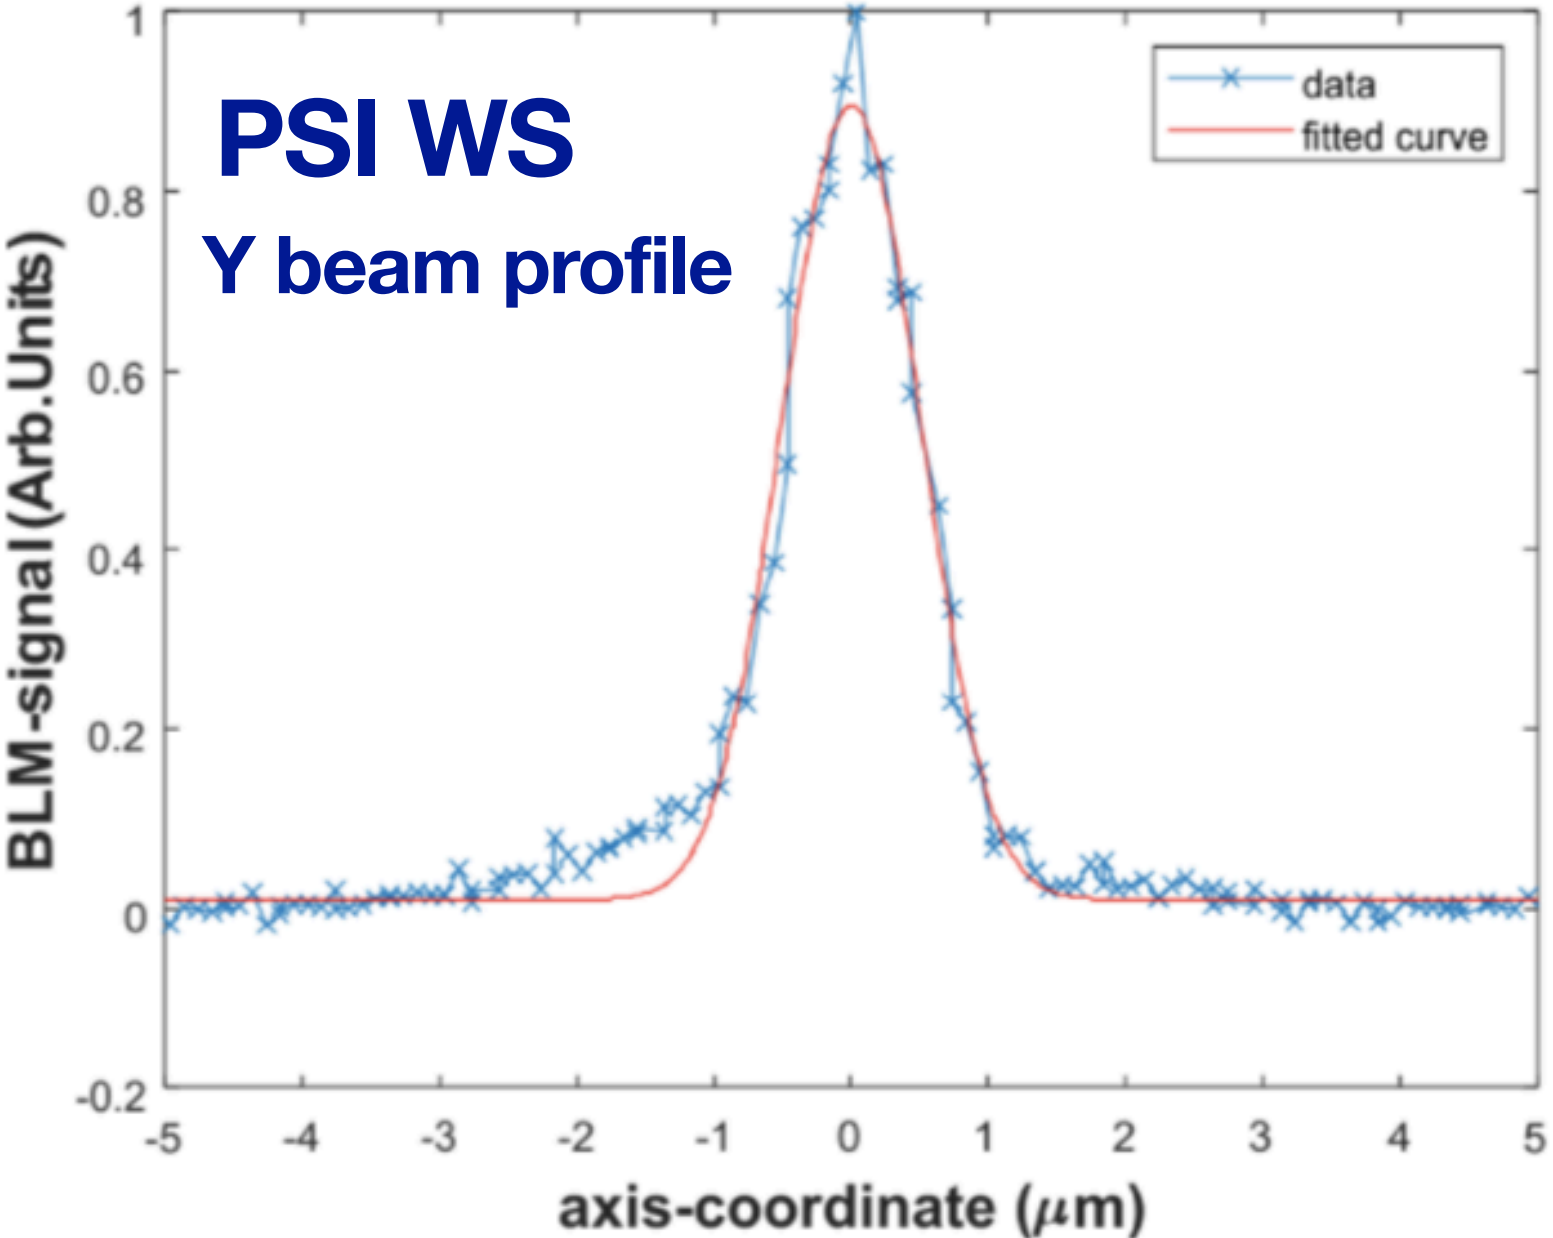 PSI WS
Y beam profile
data
fitted curve
BLM-signal (Arb.Units)
1
0.8
0.6
0.4
0.2
0
-0.2
-5 -4 -3 -2 -1 0 1 2 3 4 5
axis-coordinate (μm)